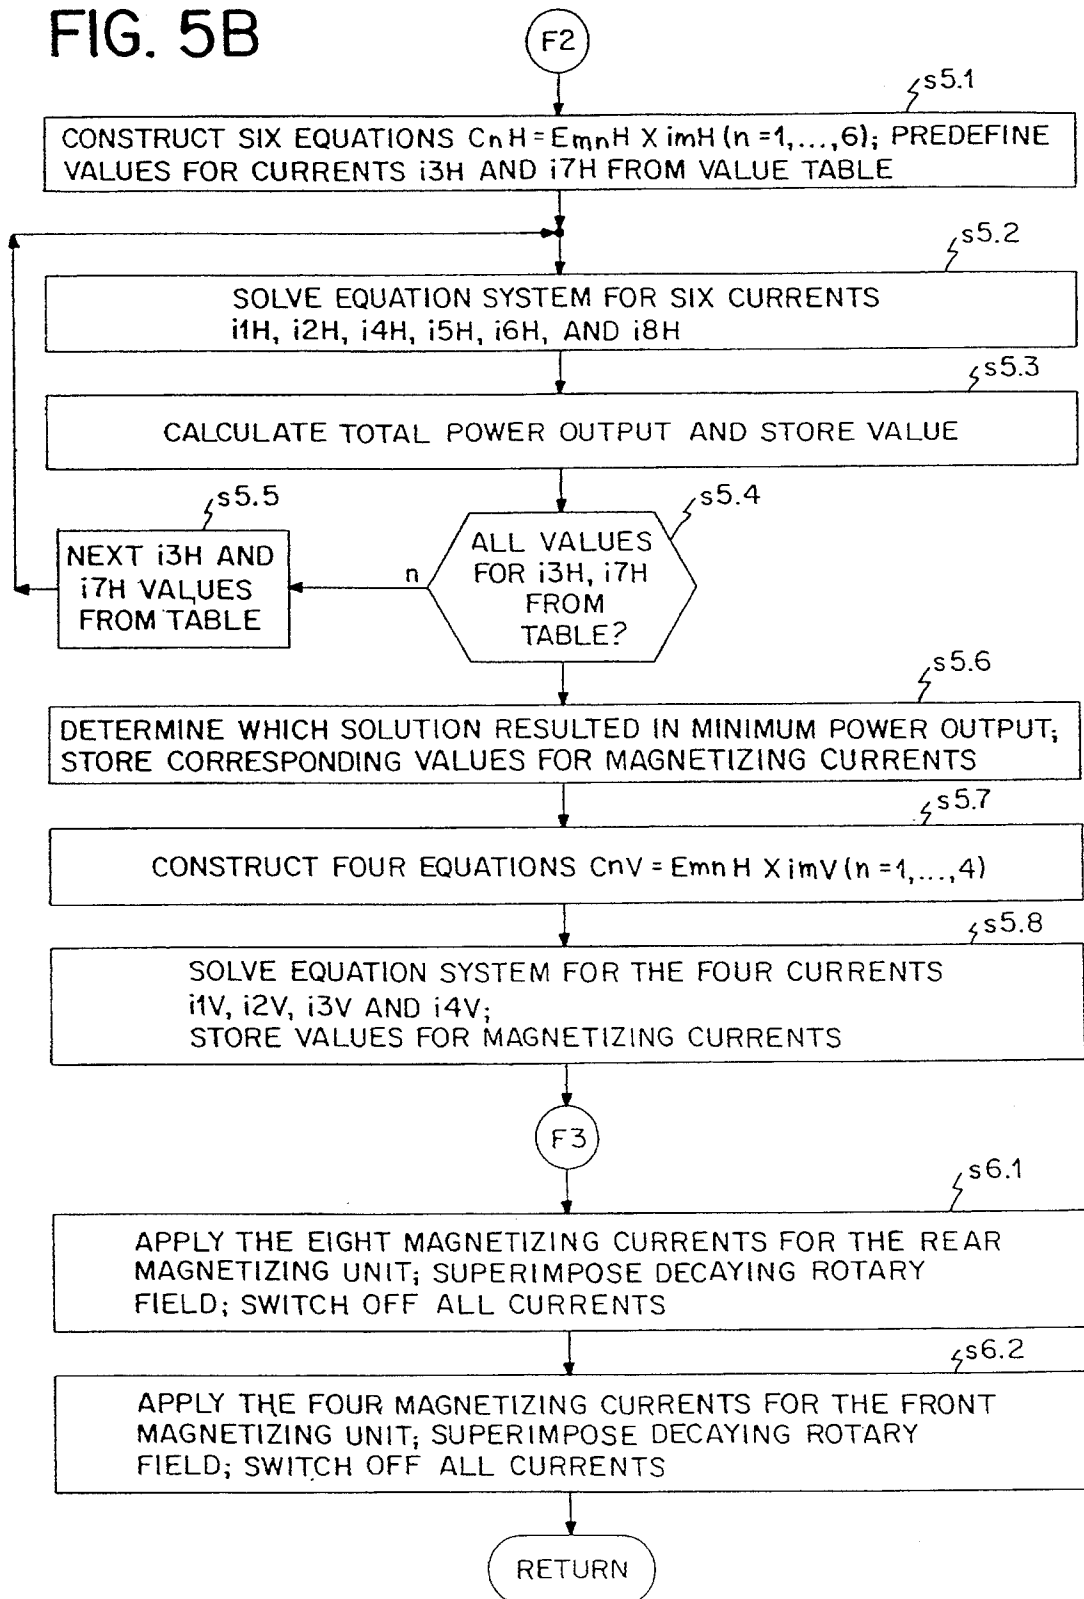 FIG. 5B
F2
s5.1
CONSTRUCT SIX EQUATIONS CnH = EmnH X imH (n = 1,...,6); PREDEFINE
VALUES FOR CURRENTS i3H AND i7H FROM VALUE TABLE
s5.2
SOLVE EQUATION SYSTEM FOR SIX CURRENTS
i1H, i2H, i4H, i5H, i6H, AND i8H
s5.3
CALCULATE TOTAL POWER OUTPUT AND STORE VALUE
s5.4
ALL VALUES
FOR i3H, i7H
FROM
TABLE?
n
s5.5
NEXT i3H AND
i7H VALUES
FROM TABLE
s5.6
DETERMINE WHICH SOLUTION RESULTED IN MINIMUM POWER OUTPUT;
STORE CORRESPONDING VALUES FOR MAGNETIZING CURRENTS
s5.7
CONSTRUCT FOUR EQUATIONS CnV = EmnH X imV (n = 1,...,4)
s5.8
SOLVE EQUATION SYSTEM FOR THE FOUR CURRENTS
i1V, i2V, i3V AND i4V;
STORE VALUES FOR MAGNETIZING CURRENTS
F3
s6.1
APPLY THE EIGHT MAGNETIZING CURRENTS FOR THE REAR
MAGNETIZING UNIT; SUPERIMPOSE DECAYING ROTARY
FIELD; SWITCH OFF ALL CURRENTS
s6.2
APPLY THE FOUR MAGNETIZING CURRENTS FOR THE FRONT
MAGNETIZING UNIT; SUPERIMPOSE DECAYING ROTARY
FIELD; SWITCH OFF ALL CURRENTS
RETURN